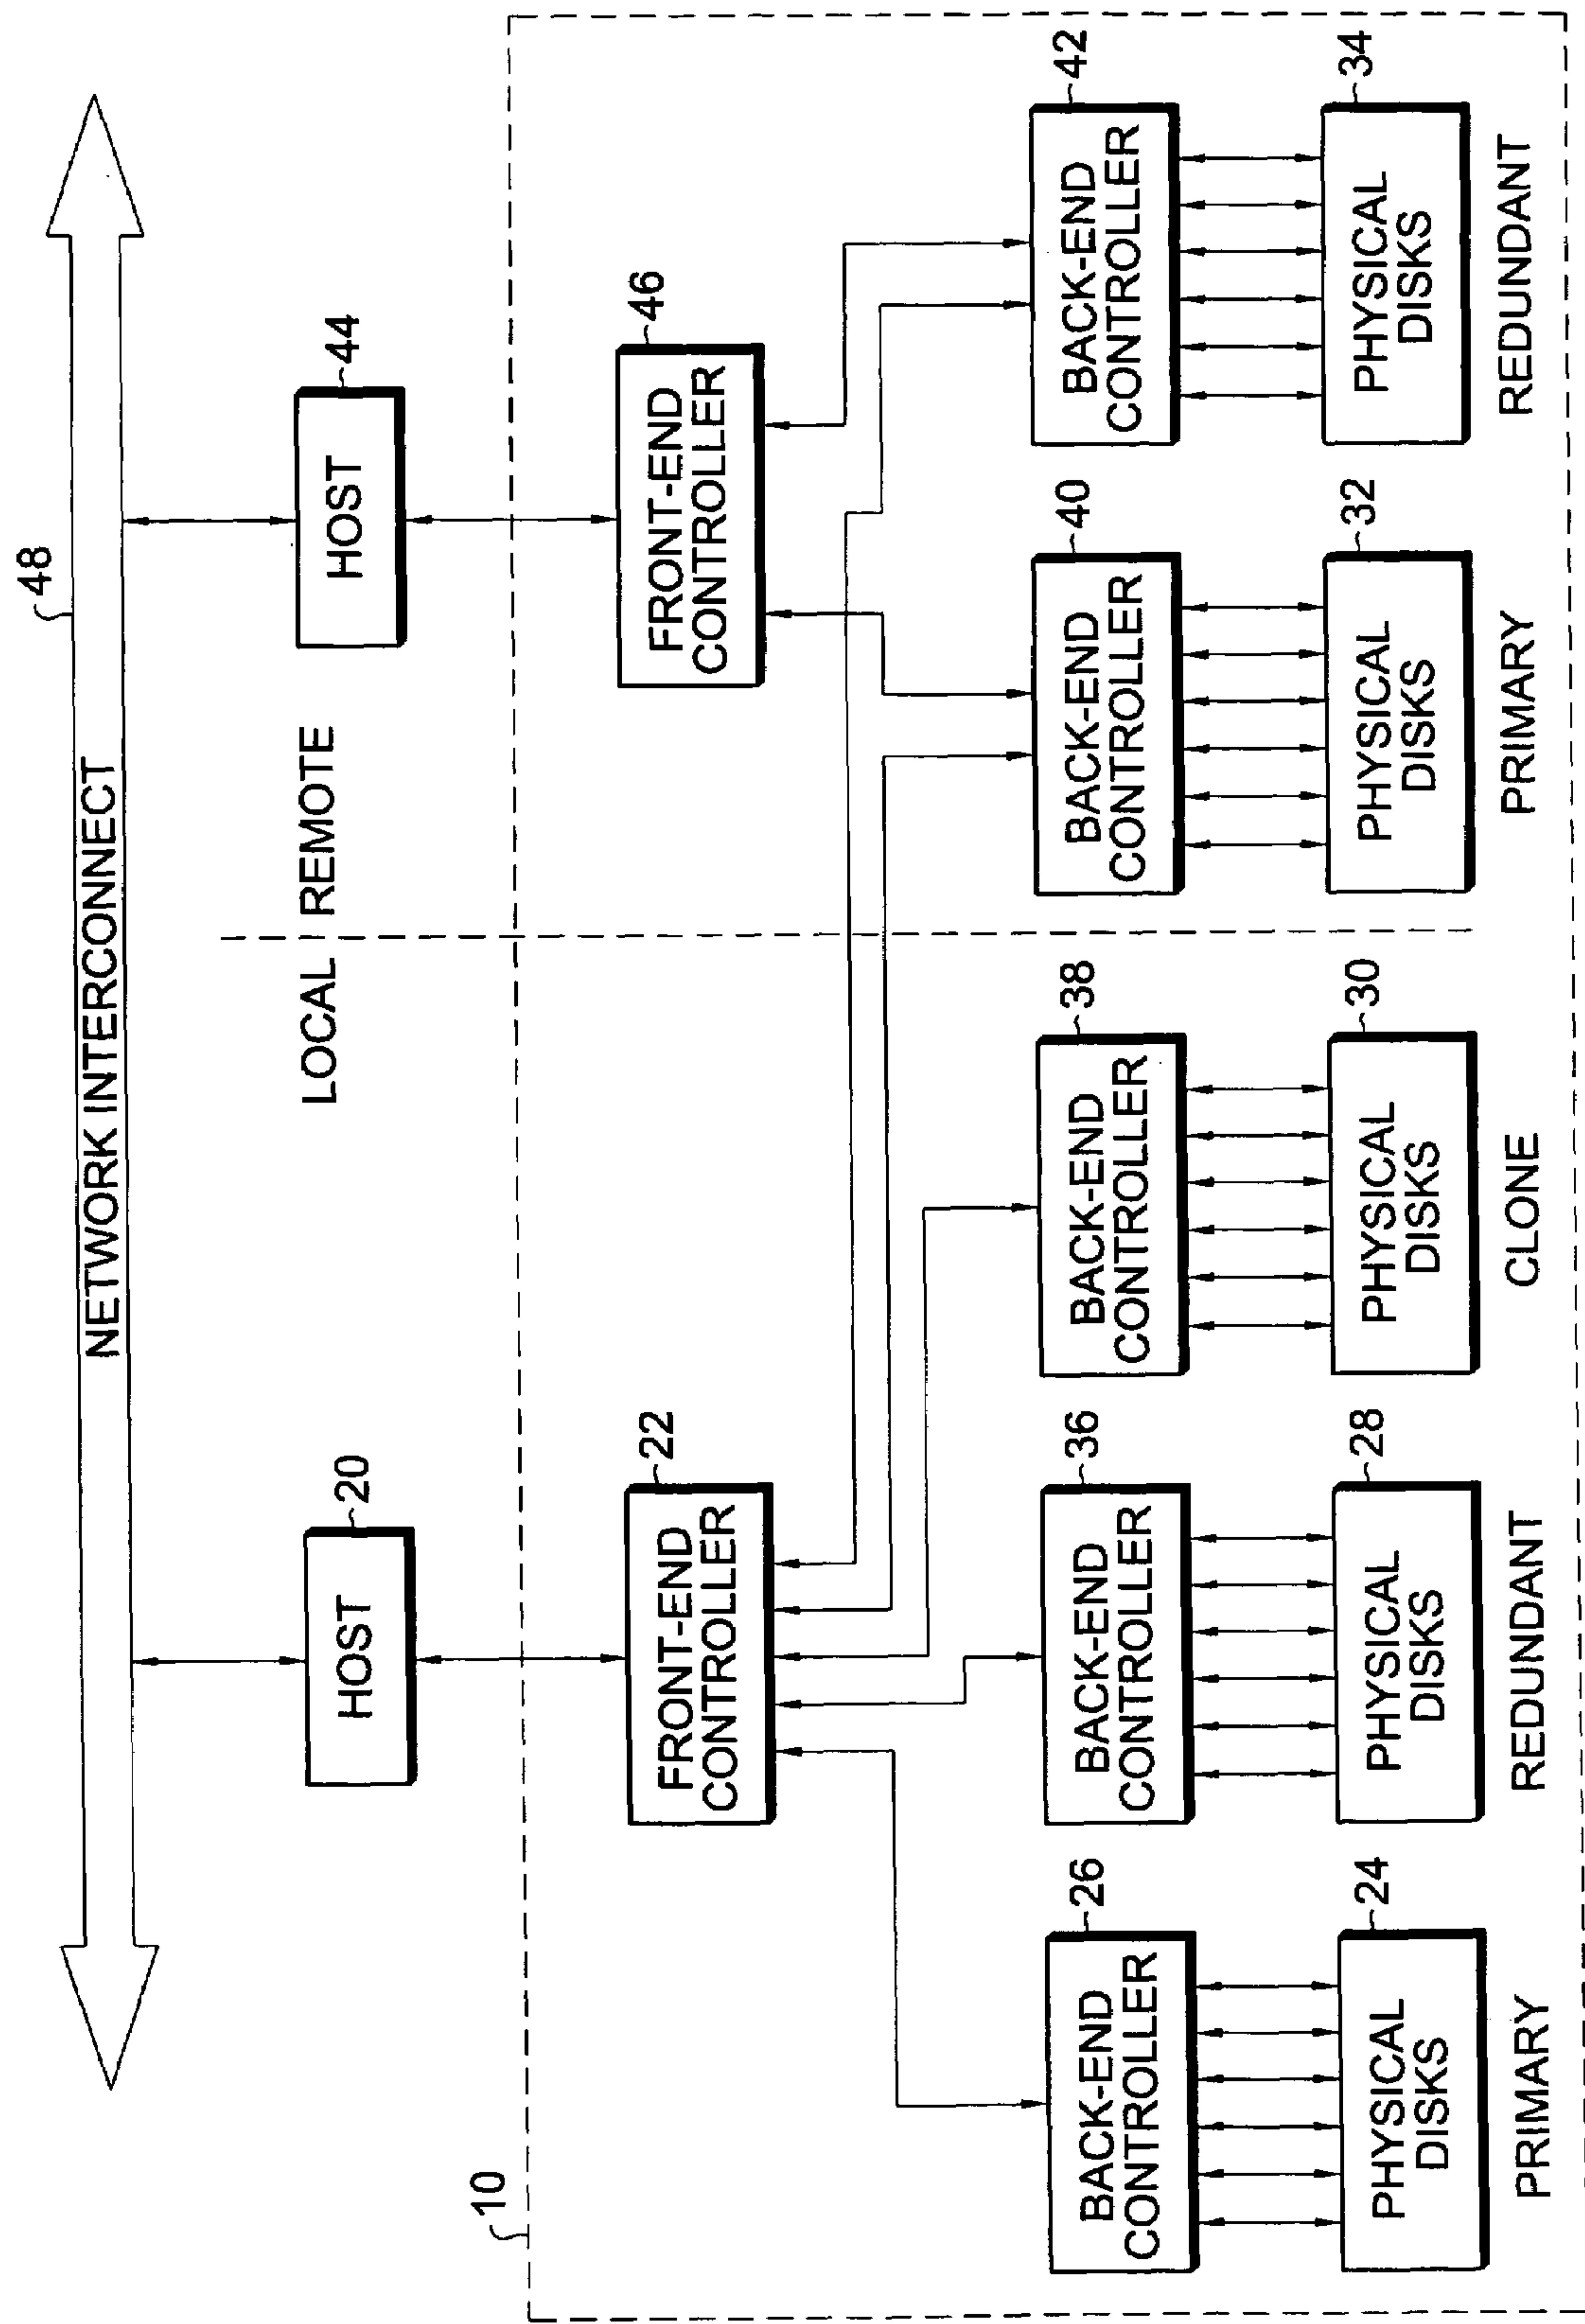 48
NETWORK INTERCONNECT
LOCAL
REMOTE
20
HOST
44
HOST
10
22
FRONT-END
CONTROLLER
46
FRONT-END
CONTROLLER
26
BACK-END
CONTROLLER
36
BACK-END
CONTROLLER
38
BACK-END
CONTROLLER
40
BACK-END
CONTROLLER
42
BACK-END
CONTROLLER
24
PHYSICAL
DISKS
28
PHYSICAL
DISKS
30
PHYSICAL
DISKS
32
PHYSICAL
DISKS
34
PHYSICAL
DISKS
PRIMARY
REDUNDANT
CLONE
PRIMARY
REDUNDANT